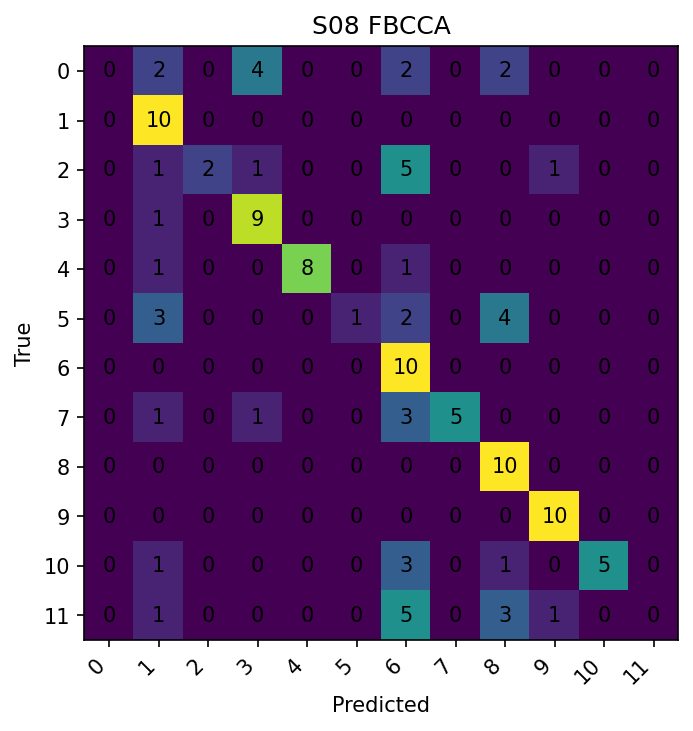 S08 FBCCA
0 0 2 0 4 0 0 2 0 2 0 0 0
1 0 10 0 0 0 0 0 0 0 0 0 0
2 0 1 2 1 0 0 5 0 0 1 0 0
3 0 1 0 9 0 0 0 0 0 0 0 0
4 0 1 0 0 8 0 1 0 0 0 0 0
5 0 3 0 0 0 1 2 0 4 0 0 0
6 0 0 0 0 0 0 10 0 0 0 0 0
7 0 1 0 1 0 0 3 5 0 0 0 0
8 0 0 0 0 0 0 0 0 10 0 0 0
9 0 0 0 0 0 0 0 0 0 10 0 0
10 0 1 0 0 0 0 3 0 1 0 5 0
11 0 1 0 0 0 0 5 0 3 1 0 0
0 1 2 3 4 5 6 7 8 9 10 11
Predicted
True